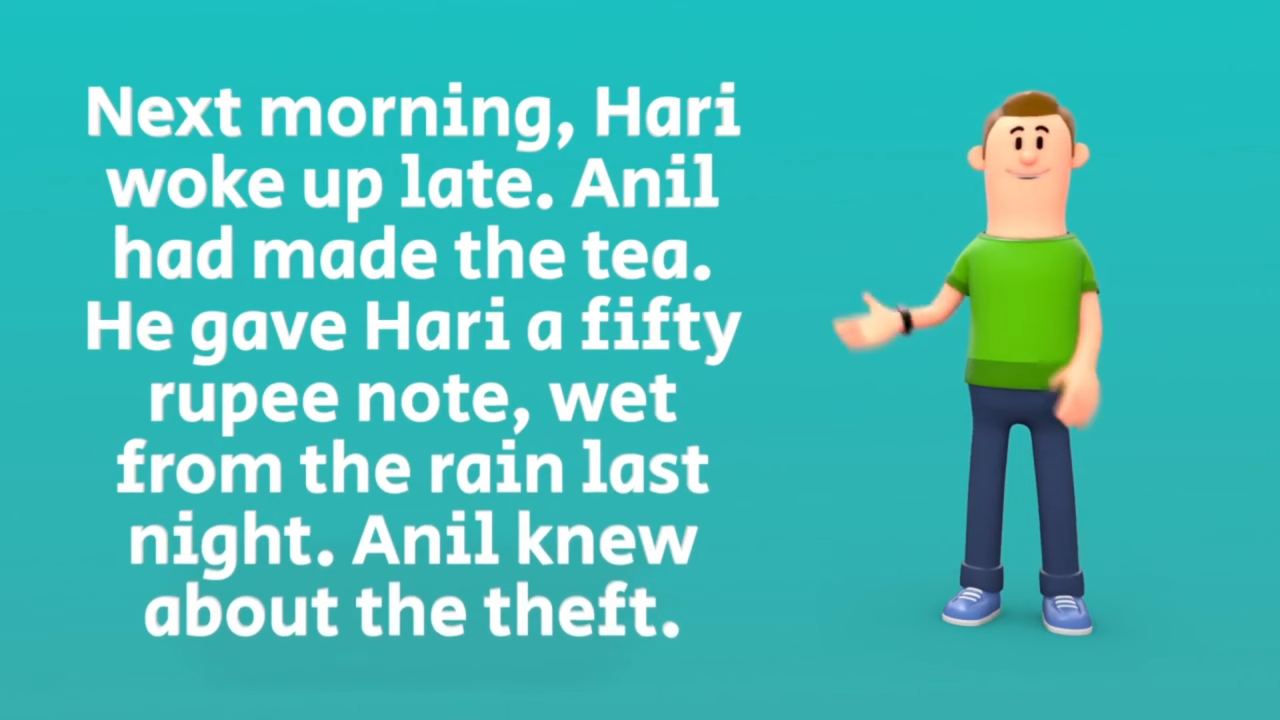 Next morning, Hari
woke up late. Anil
had made the tea.
He gave Hari a fifty
rupee note, wet
from the rain last
night. Anil knew
about the theft.